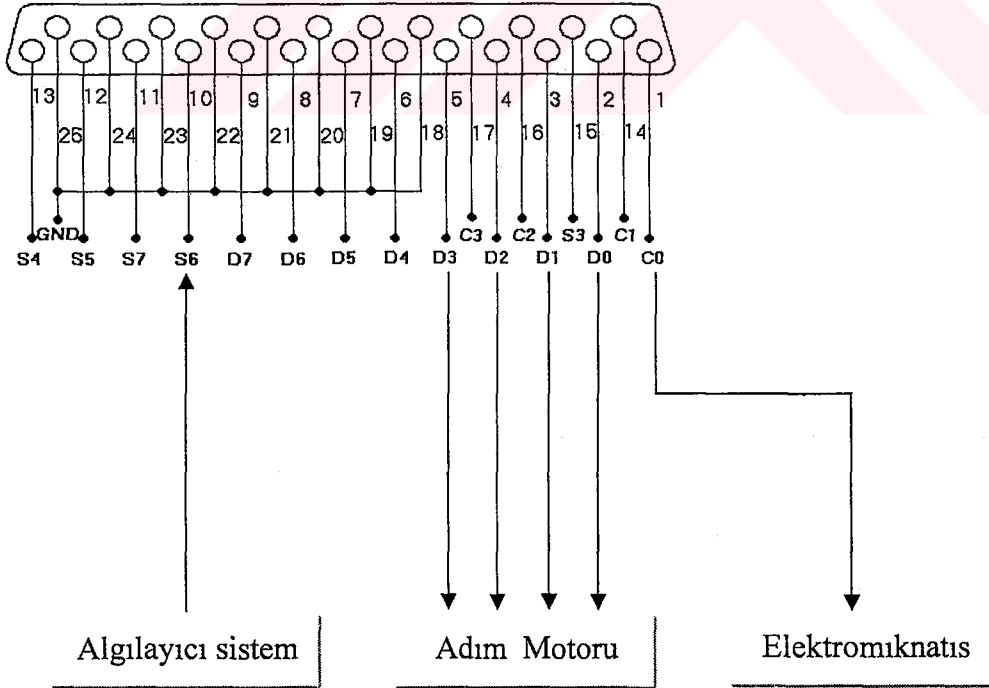 13 12 11 10 9 8 7 6 5 4 3 2 1
25 24 23 22 21 20 19 18 17 16 15 14
GND C3 C2 S3 C1
S4 S5 S7 S6 D7 D6 D5 D4 D3 D2 D1 D0 C0
Algılayıcı sistem Adım Motoru Elektromıknatıs